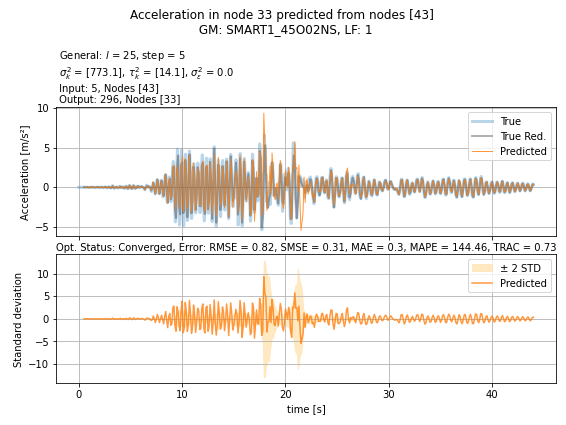 Acceleration in node 33 predicted from nodes [43]
GM: SMART1_45O02NS, LF: 1
General: l = 25, step = 5
σ²ₖ = [773.1], τ²ₖ = [14.1], σ²ε = 0.0
Input: 5, Nodes [43]
Output: 296, Nodes [33]
Acceleration [m/s²]
10
5
0
−5
True
True Red.
Predicted
Opt. Status: Converged, Error: RMSE = 0.82, SMSE = 0.31, MAE = 0.3, MAPE = 144.46, TRAC = 0.73
Standard deviation
10
5
0
−5
−10
± 2 STD
Predicted
0 10 20 30 40
time [s]